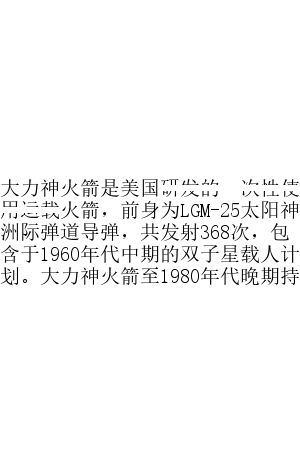 大力神火箭是美国研发的 次性使
用运载火箭，前身为LGM-25太阳神
洲际弹道导弹，共发射368次，包
含于1960年代中期的双子星载人计
划。大力神火箭至1980年代晚期持